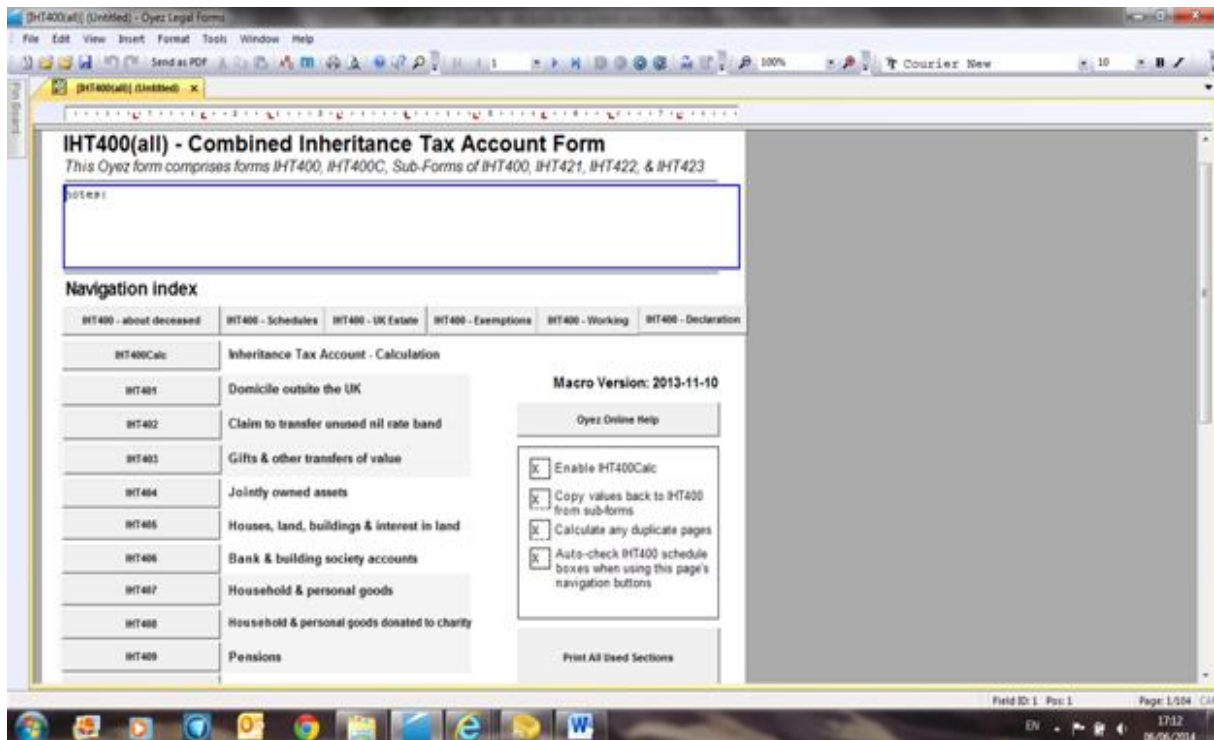 [IHT400(all)] (Untitled) - Oyez Legal Forms
File Edit View Insert Format Tools Window Help
Send as PDF 1 100% Courier New 10 B I
[IHT400(all)] (Untitled) x
Pin Board
IHT400(all) - Combined Inheritance Tax Account Form
This Oyez form comprises forms IHT400, IHT400C, Sub-Forms of IHT400, IHT421, IHT422, & IHT423
notes:
Navigation index
IHT400 - about deceased IHT400 - Schedules IHT400 - UK Estate IHT400 - Exemptions IHT400 - Working IHT400 - Declaration
IHT400Calc Inheritance Tax Account - Calculation
Macro Version: 2013-11-10
IHT401 Domicile outsite the UK
Oyez Online Help
IHT402 Claim to transfer unused nil rate band
IHT403 Gifts & other transfers of value
X Enable IHT400Calc
IHT404 Jointly owned assets
X Copy values back to IHT400
from sub-forms
IHT405 Houses, land, buildings & interest in land
X Calculate any duplicate pages
IHT406 Bank & building society accounts
X Auto-check IHT400 schedule
boxes when using this page's
navigation buttons
IHT407 Household & personal goods
IHT408 Household & personal goods donated to charity
IHT409 Pensions
Print All Used Sections
Field ID: 1 Pos: 1 Page: 1/104
EN 17:12
06/06/2014